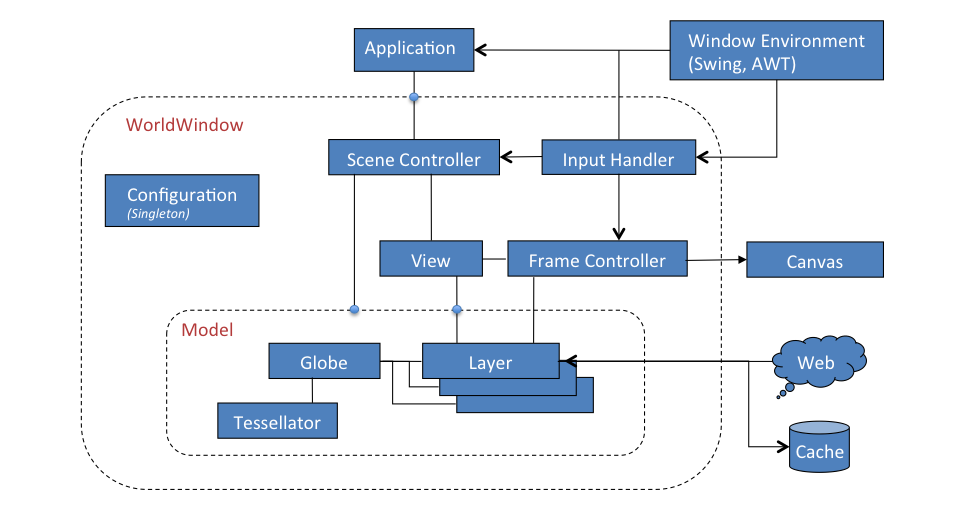 Application
Window Environment
(Swing, AWT)
WorldWindow
Scene Controller
Input Handler
Configuration
(Singleton)
View
Frame Controller
Canvas
Model
Globe
Layer
Web
Tessellator
Cache